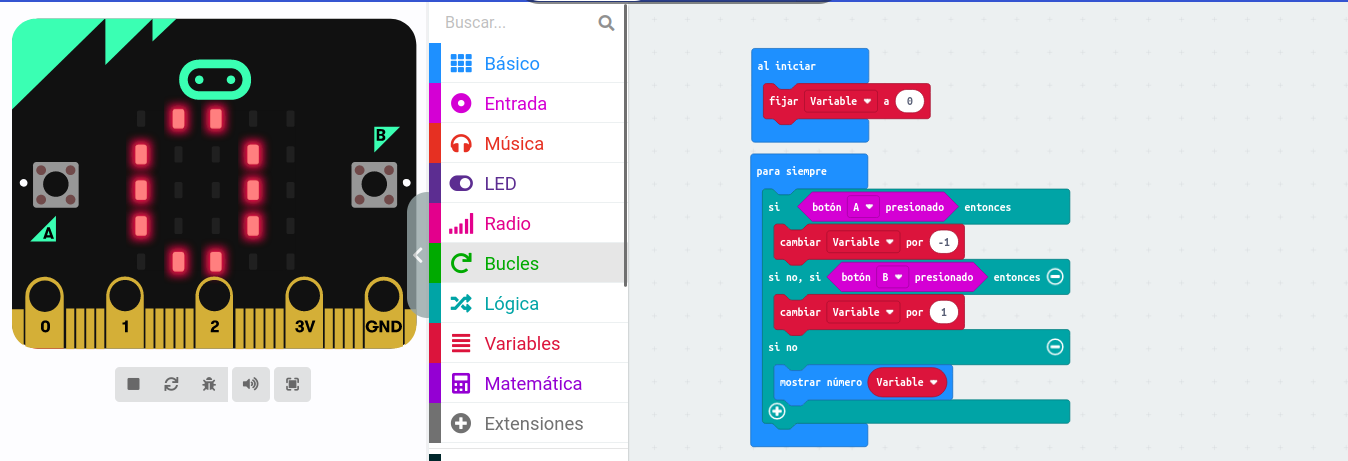 B
A
0
1
2
3V
GND
Buscar...
Básico
Entrada
Música
LED
Radio
Bucles
Lógica
Variables
Matemática
Extensiones
al iniciar
fijar Variable a 0
para siempre
si botón A presionado entonces
cambiar Variable por -1
si no, si botón B presionado entonces
cambiar Variable por 1
si no
mostrar número Variable